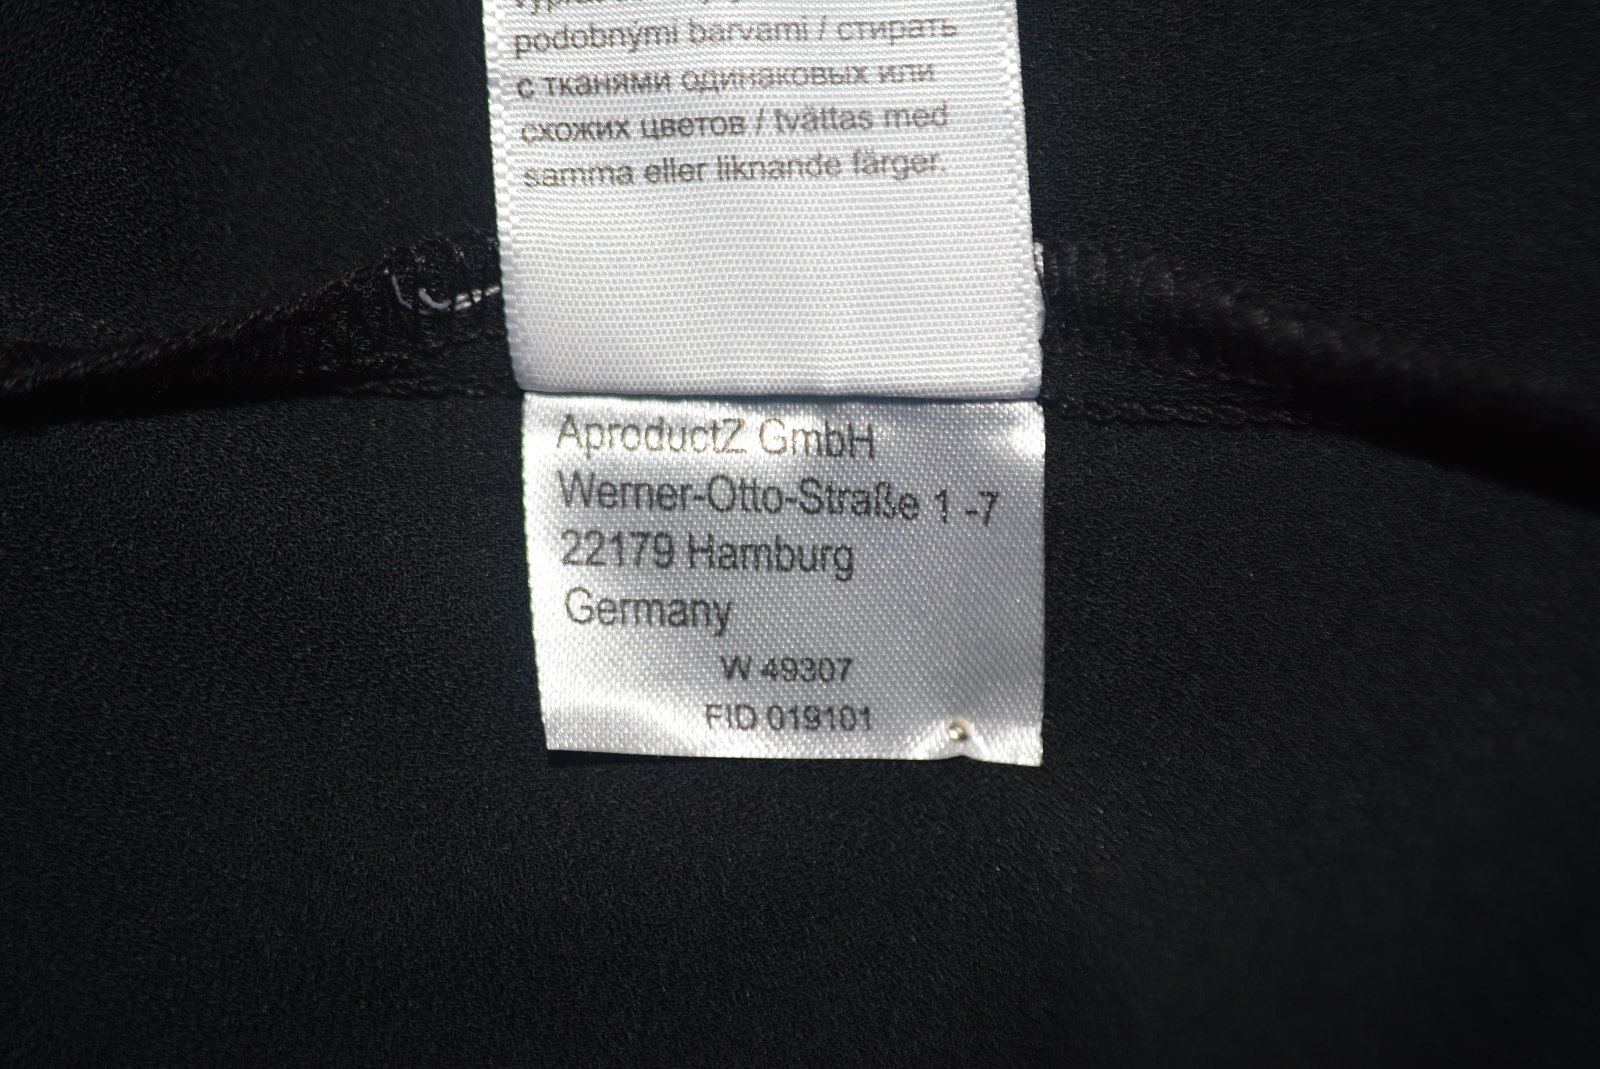 podobnými barvami / стирать
с тканями одинаковых или
схожих цветов / tvättas med
samma eller liknande färger.
AproductZ GmbH
Werner-Otto-Straße 1 -7
22179 Hamburg
Germany
W 49307
FID 019101